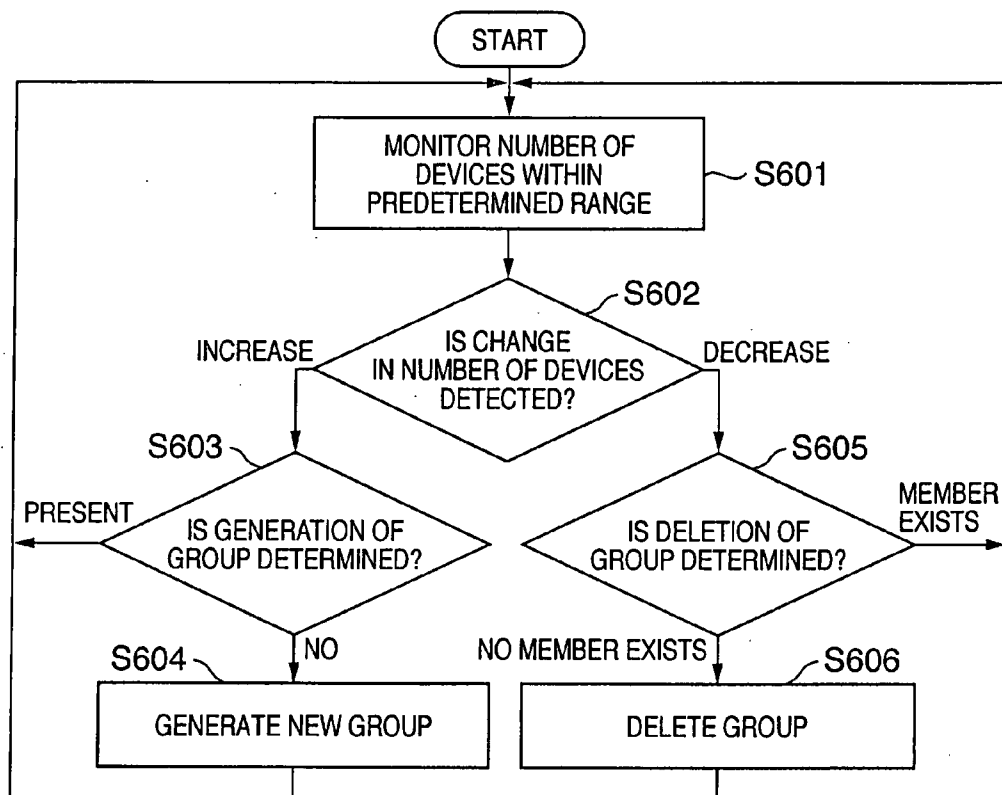 START
MONITOR NUMBER OF
DEVICES WITHIN
PREDETERMINED RANGE
S601
S602
IS CHANGE
IN NUMBER OF DEVICES
DETECTED?
INCREASE
DECREASE
S603
S605
PRESENT
IS GENERATION OF
GROUP DETERMINED?
IS DELETION OF
GROUP DETERMINED?
MEMBER
EXISTS
NO
NO MEMBER EXISTS
S604
S606
GENERATE NEW GROUP
DELETE GROUP